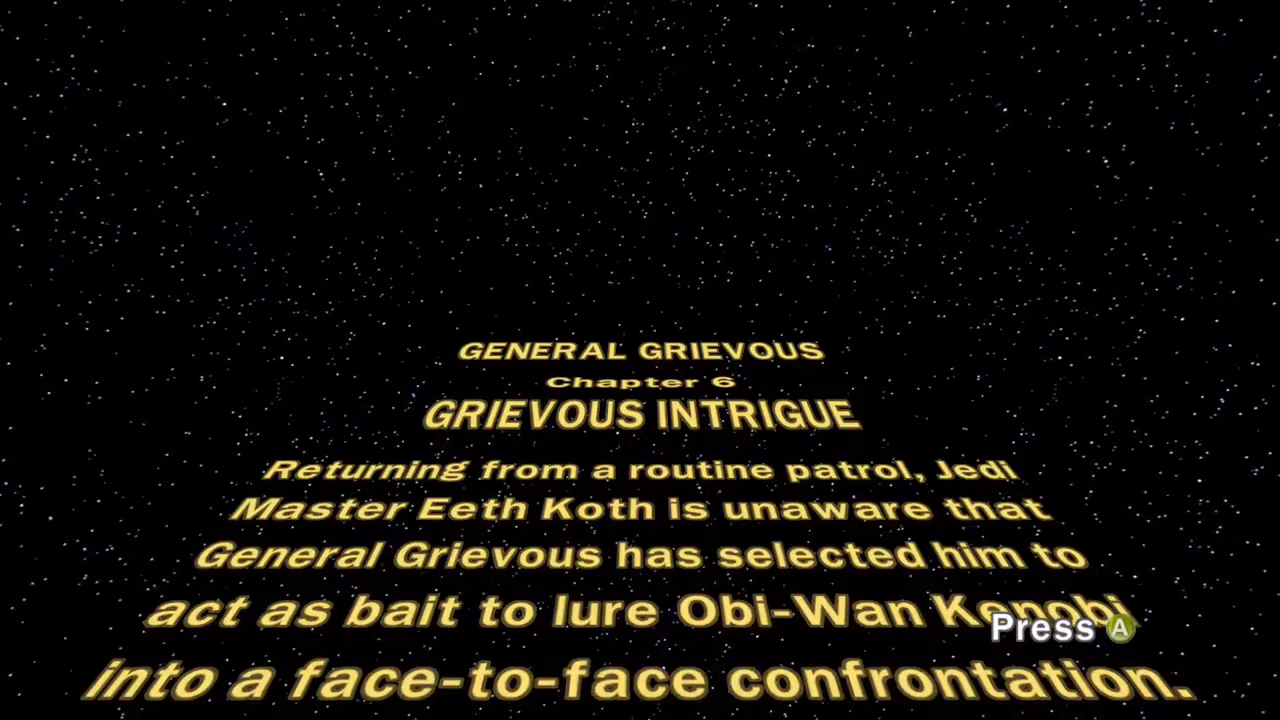 GENERAL GRIEVOUS
Chapter 6
GRIEVOUS INTRIGUE
Returning from a routine patrol, Jedi
Master Eeth Koth is unaware that
General Grievous has selected him to
act as bait to lure Obi-Wan Kenobi
Press A
into a face-to-face confrontation.